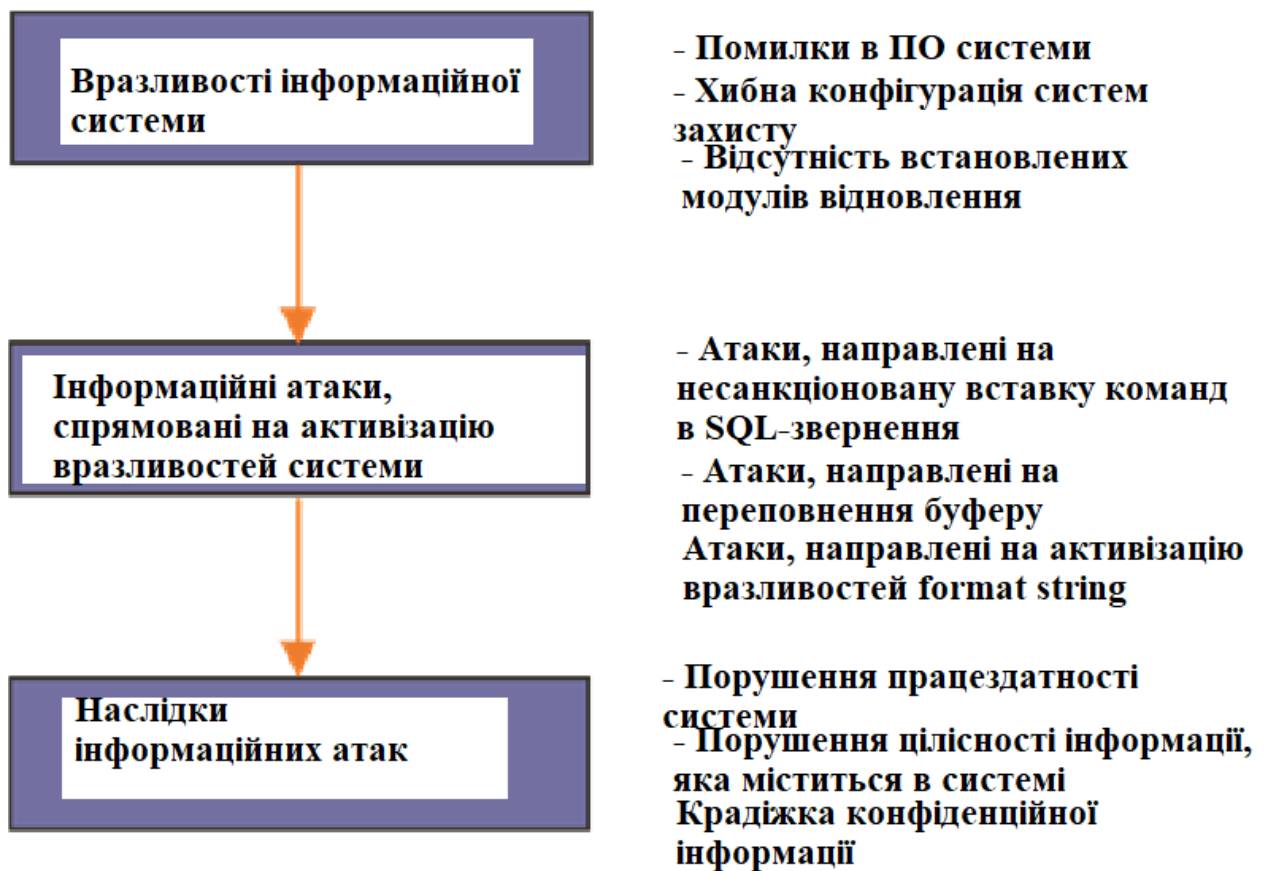 Вразливості інформаційної
системи
- Помилки в ПО системи
- Хибна конфігурація систем
захисту
- Відсутність встановлених
модулів відновлення
Інформаційні атаки,
спрямовані на активізацію
вразливостей системи
- Атаки, направлені на
несанкціоновану вставку команд
в SQL-звернення
- Атаки, направлені на
переповнення буферу
Атаки, направлені на активізацію
вразливостей format string
Наслідки
інформаційних атак
- Порушення працездатності
системи
- Порушення цілісності інформації,
яка міститься в системі
Крадіжка конфіденційної
інформації